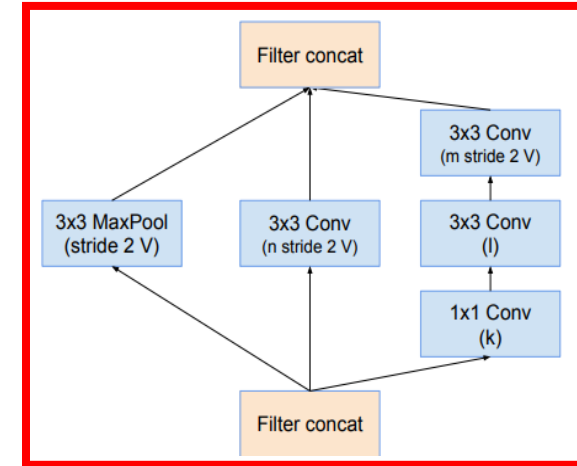 Filter concat
3x3 Conv
(m stride 2 V)
3x3 MaxPool
(stride 2 V)
3x3 Conv
(n stride 2 V)
3x3 Conv
(l)
1x1 Conv
(k)
Filter concat